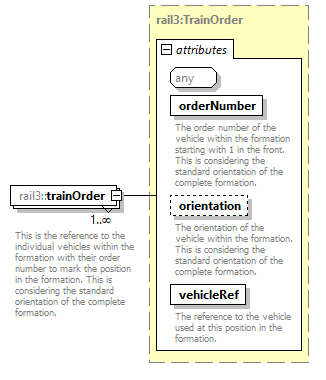 rail3:TrainOrder
attributes
any
orderNumber
The order number of the
vehicle within the formation
starting with 1 in the front.
This is considering the
standard orientation of the
complete formation.
rail3::trainOrder
1..∞
This is the reference to the
individual vehicles within the
formation with their order
number to mark the position
in the formation. This is
considering the standard
orientation of the complete
formation.
orientation
The orientation of the
vehicle within the formation.
This is considering the
standard orientation of the
complete formation.
vehicleRef
The reference to the vehicle
used at this position in the
formation.